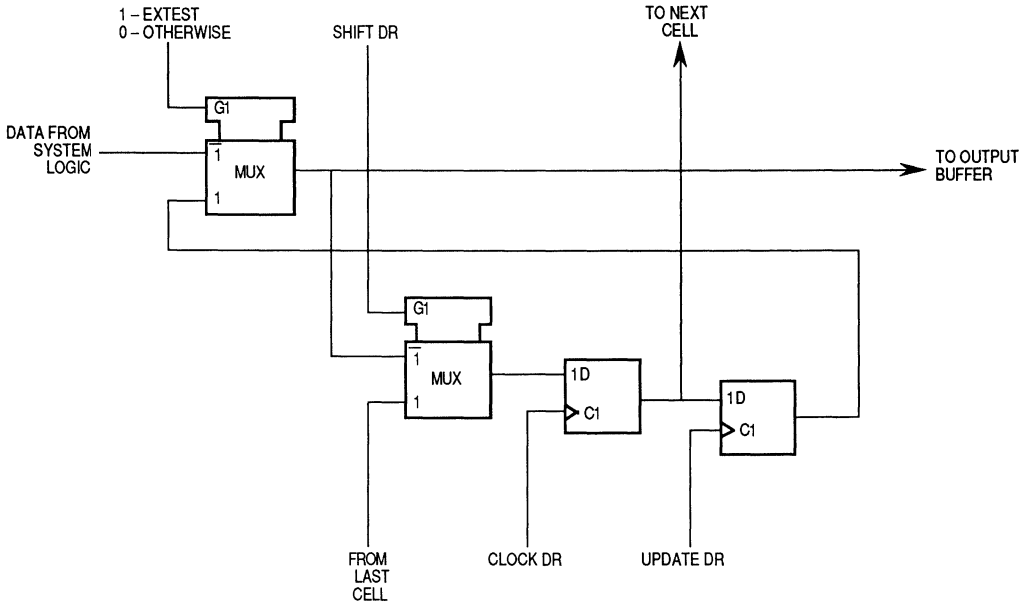 1 – EXTEST
0 – OTHERWISE
SHIFT DR
TO NEXT
CELL
G1
DATA FROM
SYSTEM
LOGIC
1
MUX
1
TO OUTPUT
BUFFER
G1
1
MUX
1
1D
C1
1D
C1
FROM
LAST
CELL
CLOCK DR
UPDATE DR